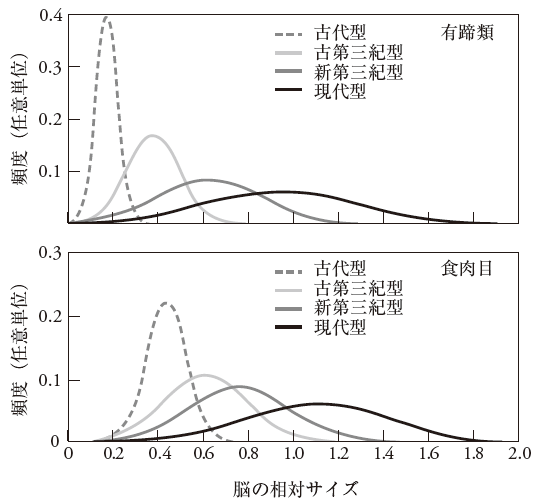 0.4
0.3
0.2
0.1
頻度（任意単位）
古代型
古第三紀型
新第三紀型
現代型
有蹄類
0.3
0.2
0.1
0
頻度（任意単位）
古代型
古第三紀型
新第三紀型
現代型
食肉目
0 0.2 0.4 0.6 0.8 1.0 1.2 1.4 1.6 1.8 2.0
脳の相対サイズ